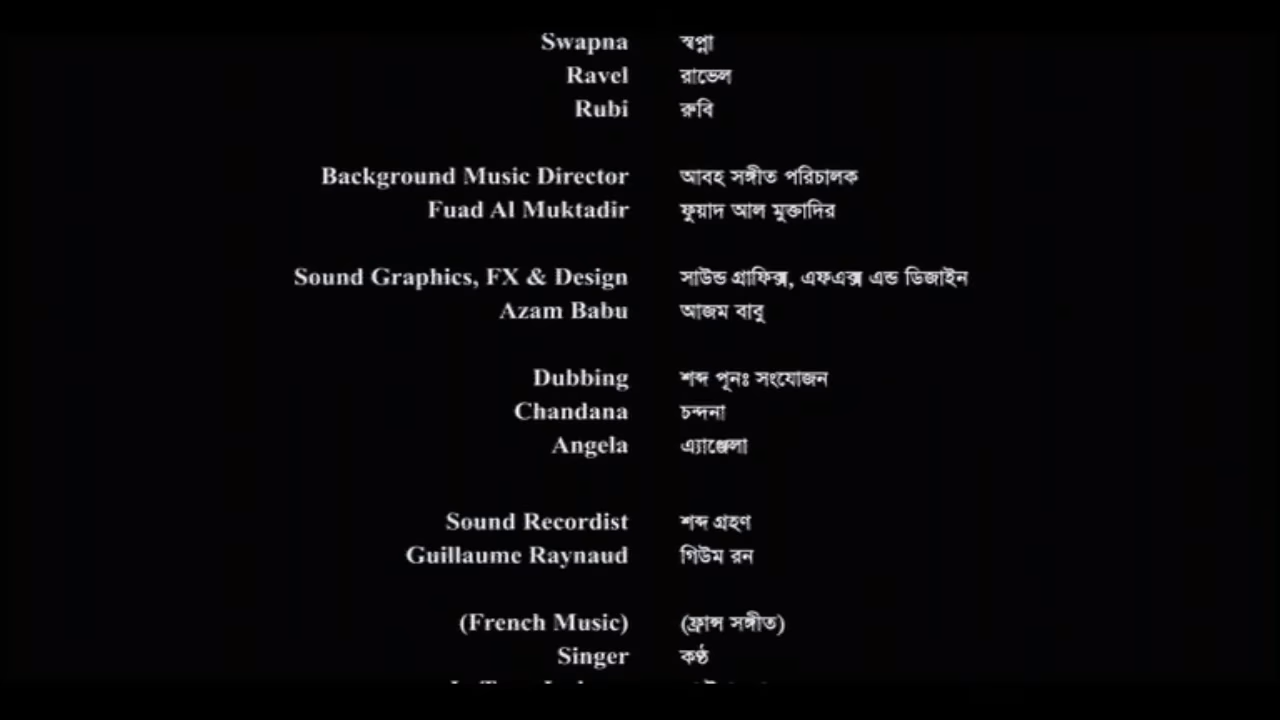 Swapna স্বপ্না
Ravel রাভেল
Rubi রুবি
Background Music Director আবহ সঙ্গীত পরিচালক
Fuad Al Muktadir ফুয়াদ আল মুক্তাদির
Sound Graphics, FX & Design সাউন্ড গ্রাফিক্স, এফএক্স এন্ড ডিজাইন
Azam Babu আজম বাবু
Dubbing শব্দ পূনঃ সংযোজন
Chandana চন্দনা
Angela এ্যাঞ্জেলা
Sound Recordist শব্দ গ্রহণ
Guillaume Raynaud গিউম রন
(French Music) (ফ্রান্স সঙ্গীত)
Singer কণ্ঠ